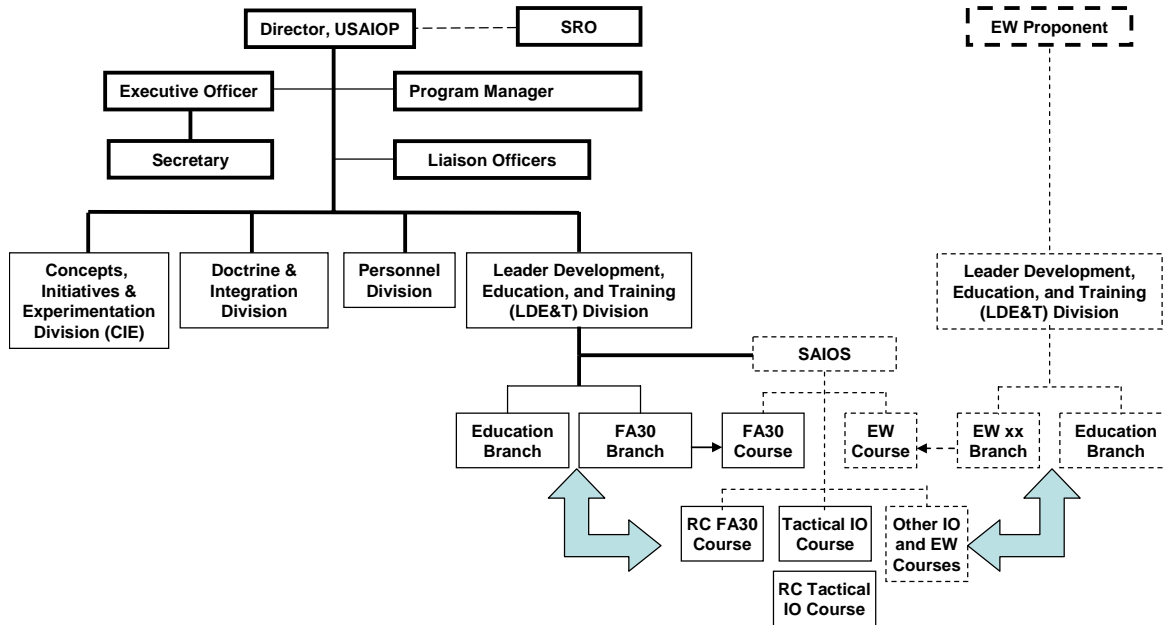 Director, USAIOP
SRO
EW Proponent
Executive Officer
Program Manager
Secretary
Liaison Officers
Concepts,
Initiatives &
Experimentation
Division (CIE)
Doctrine &
Integration
Division
Personnel
Division
Leader Development,
Education, and Training
(LDE&T) Division
Leader Development,
Education, and Training
(LDE&T) Division
SAIOS
Education
Branch
FA30
Branch
FA30
Course
EW
Course
EW xx
Branch
Education
Branch
RC FA30
Course
Tactical IO
Course
Other IO
and EW
Courses
RC Tactical
IO Course